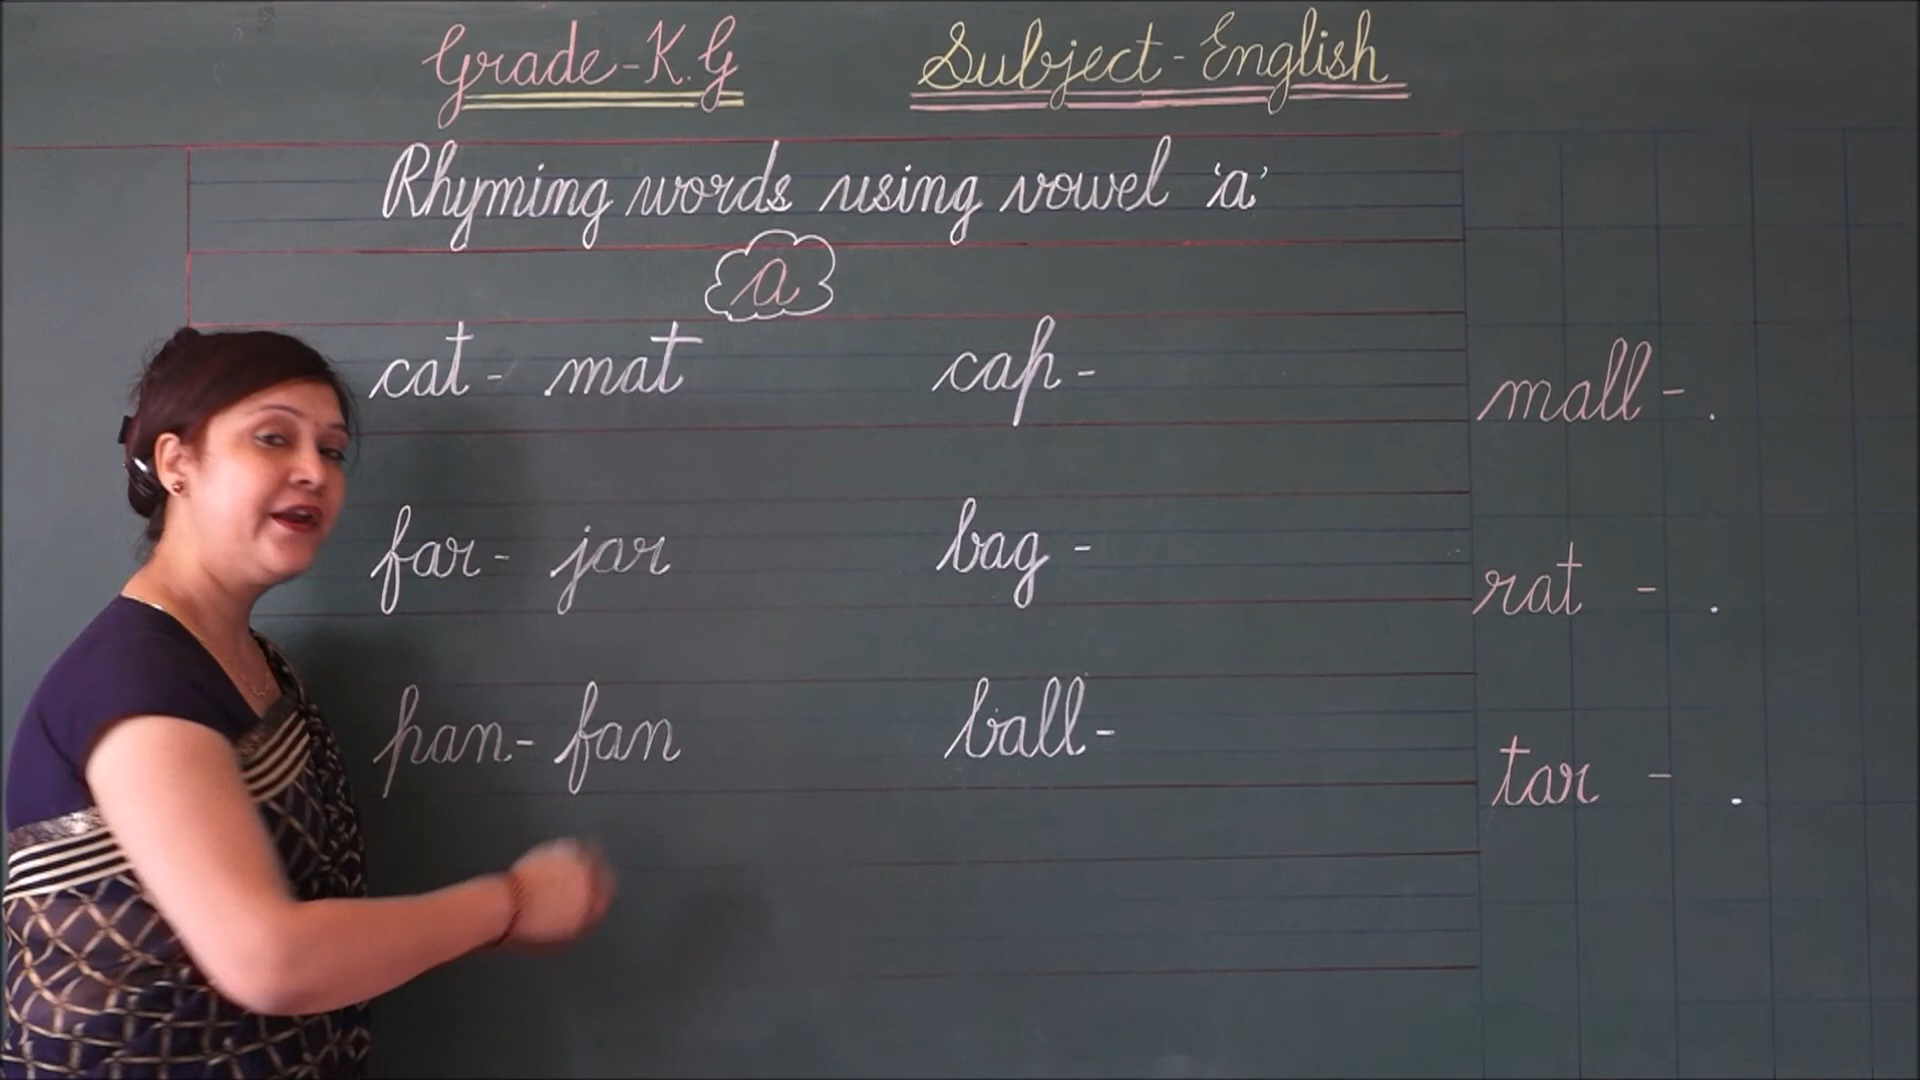 Grade-K.G Subject-English
Rhyming words using vowel 'a'
a
cat - mat cap - mall - .
far - jar bag - rat - .
pan - fan ball - tar - .